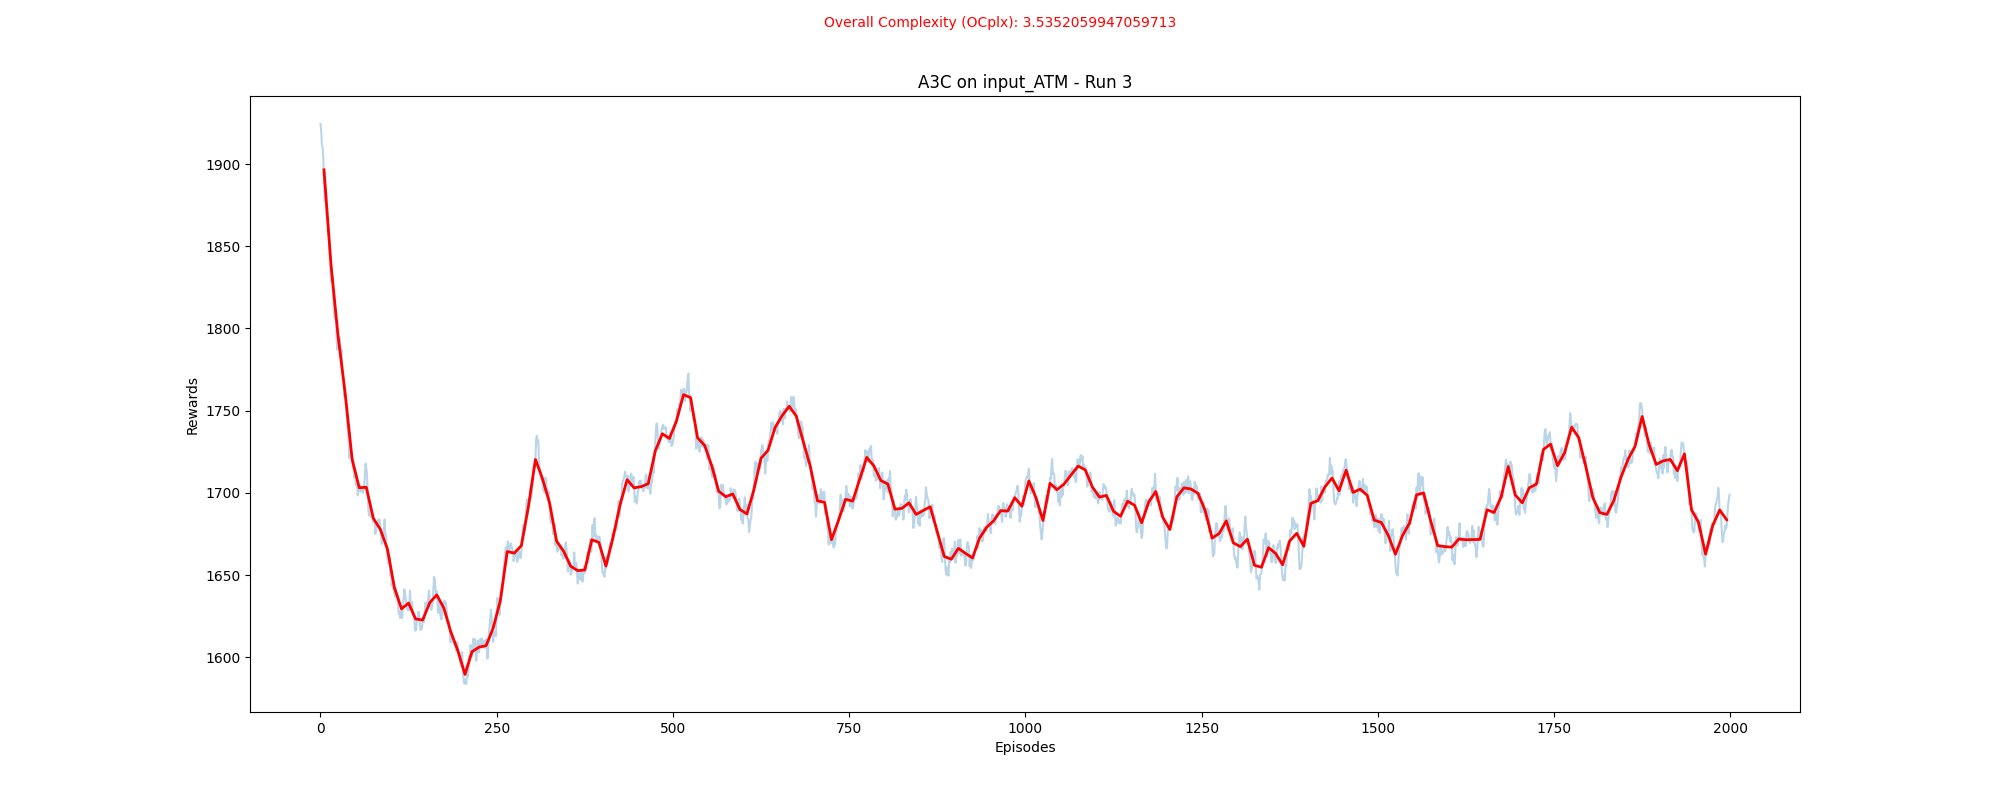 Overall Complexity (OCplx): 3.5352059947059713
A3C on input_ATM - Run 3
1900
1850
1800
1750
1700
1650
1600
Rewards
0 250 500 750 1000 1250 1500 1750 2000
Episodes